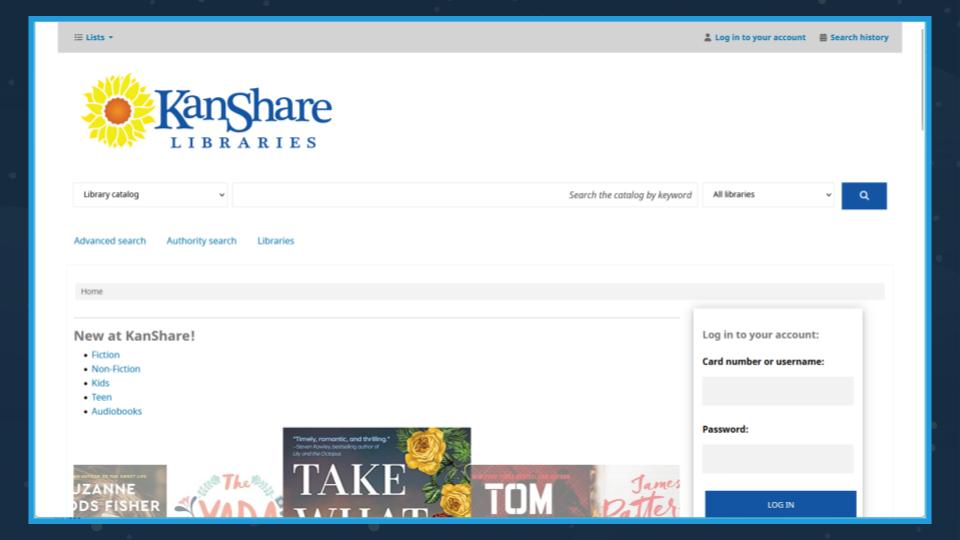 Lists
Log in to your account
Search history
KanShare
LIBRARIES
Library catalog
Search the catalog by keyword
All libraries
Advanced search
Authority search
Libraries
Home
New at KanShare!
Fiction
Non-Fiction
Kids
Teen
Audiobooks
Log in to your account:
Card number or username:
Password:
LOG IN
"Timely, romantic, and thrilling."
–Steven Rowley, bestselling author of
Lily and the Octopus
TAKE
WHAT
UZANNE
ODS FISHER
The
TOM
James
Patter